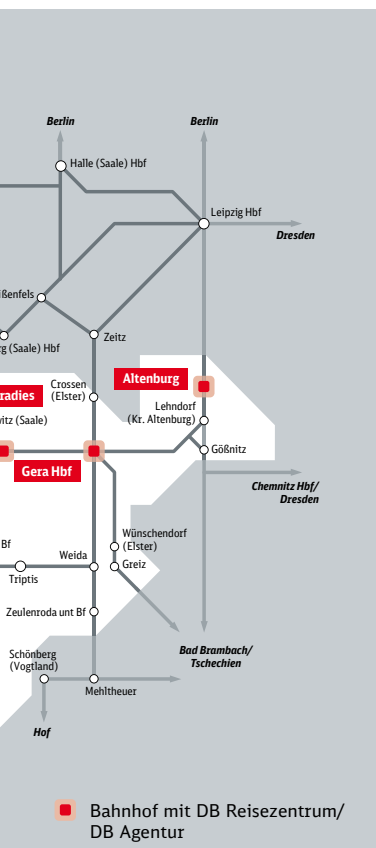 Berlin
Berlin
Halle (Saale) Hbf
Leipzig Hbf
Dresden
ißenfels
Zeitz
g (Saale) Hbf
Altenburg
Crossen
(Elster)
radies
Lehndorf
(Kr. Altenburg)
vitz (Saale)
Gößnitz
Gera Hbf
Chemnitz Hbf/
Dresden
Wünschendorf
(Elster)
Bf
Weida
Greiz
Triptis
Zeulenroda unt Bf
Bad Brambach/
Tschechien
Schönberg
(Vogtland)
Mehltheuer
Hof
Bahnhof mit DB Reisezentrum/
DB Agentur